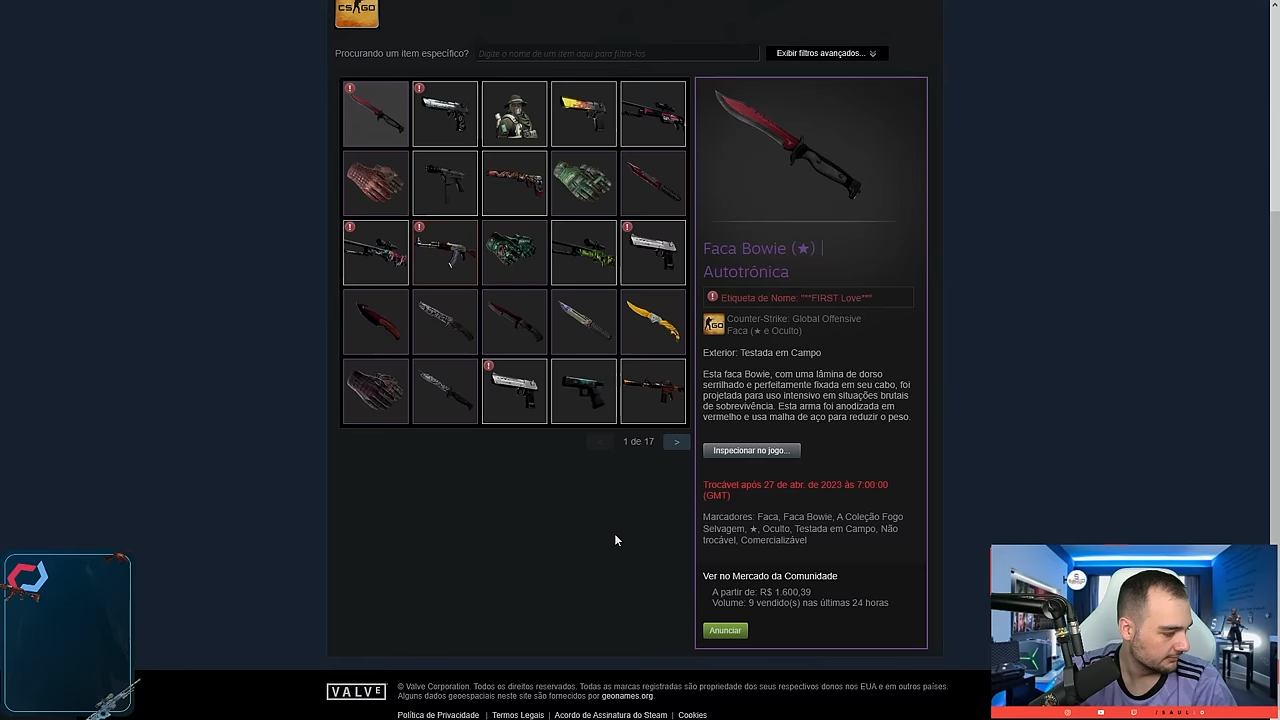 CS GO
Procurando um item específico?
Digite o nome de um item aqui para filtrá-los
Exibir filtros avançados...
1 de 17
>
Faca Bowie (★) |
Autotrônica
Etiqueta de Nome: "''FIRST Love"''
GO
Counter-Strike: Global Offensive
Faca (★ e Oculto)
Exterior: Testada em Campo
Esta faca Bowie, com uma lâmina de dorso
serrilhado e perfeitamente fixada em seu cabo, foi
projetada para uso intensivo em situações brutais
de sobrevivência. Esta arma foi anodizada em
vermelho e usa malha de aço para reduzir o peso.
Inspecionar no jogo...
Trocável após 27 de abr. de 2023 às 7:00:00
(GMT)
Marcadores: Faca, Faca Bowie, A Coleção Fogo
Selvagem, ★, Oculto, Testada em Campo, Não
trocável, Comercializável
Ver no Mercado da Comunidade
A partir de: R$ 1.600,39
Volume: 9 vendido(s) nas últimas 24 horas
Anunciar
VALVE
© Valve Corporation. Todos os direitos reservados. Todas as marcas registradas são propriedade dos seus respectivos donos nos EUA e em outros países.
Alguns dados geoespaciais neste site são fornecidos por geonames.org.
Política de Privacidade | Termos Legais | Acordo de Assinatura do Steam | Cookies